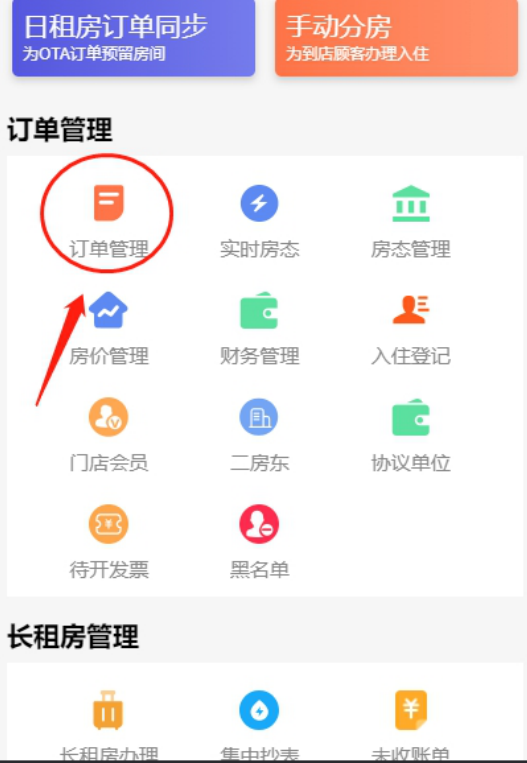 日租房订单同步
为OTA订单预留房间
手动分房
为到店顾客办理入住
订单管理
订单管理
实时房态
房态管理
房价管理
财务管理
入住登记
门店会员
二房东
协议单位
待开发票
黑名单
长租房管理
长租房办理
集中抄表
未收账单